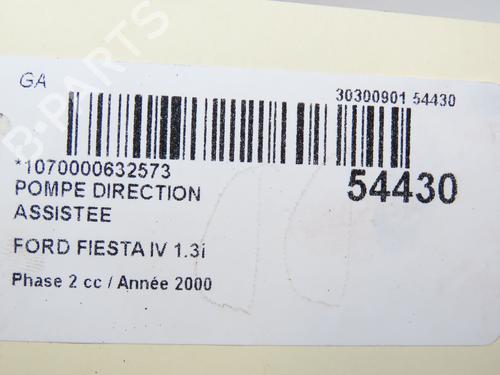 GA
30300901 54430
*1070000632573
54430
POMPE DIRECTION
ASSISTEE
FORD FIESTA IV 1.3i
Phase 2 cc / Année 2000
B-PARTS